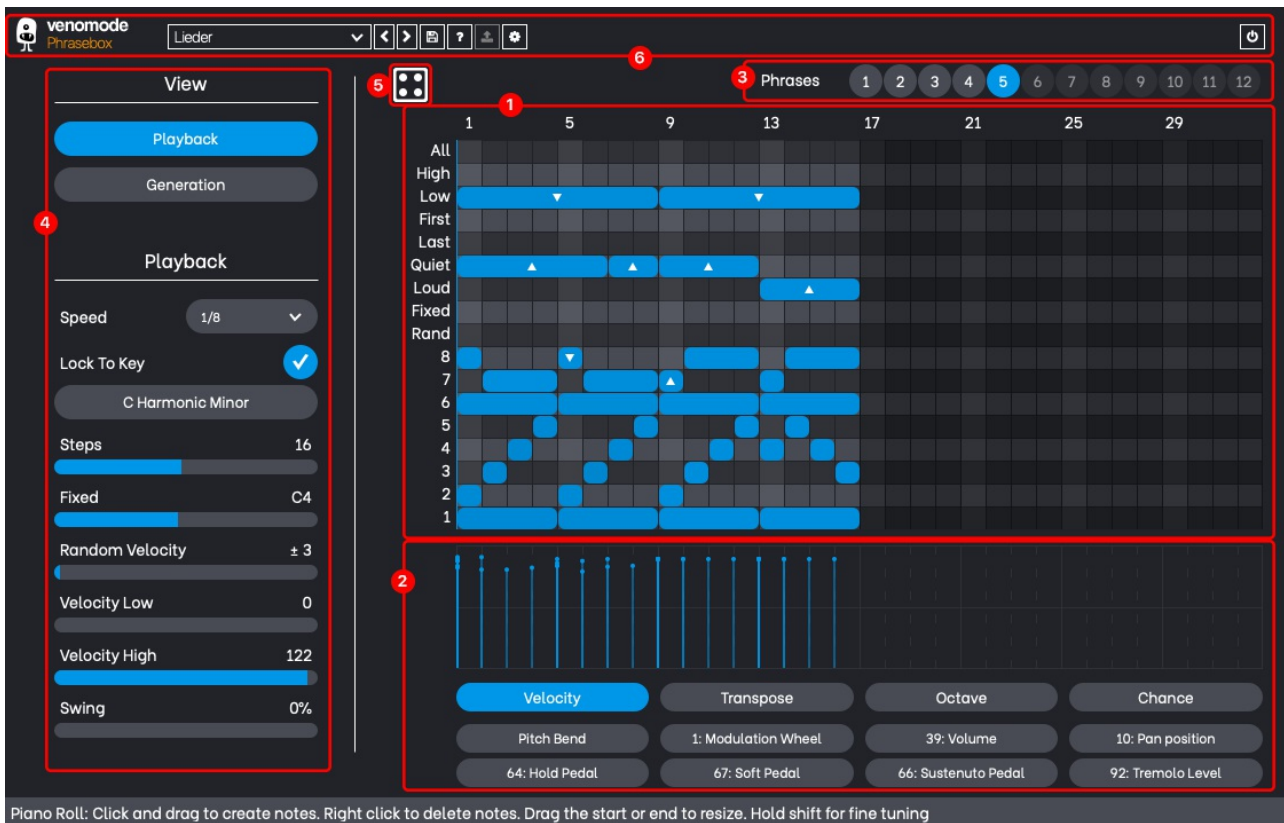 venomode
Phrasebox
Lieder
?
6
View
5
3
Phrases 1 2 3 4 5 6 7 8 9 10 11 12
1
1 5 9 13 17 21 25 29
Playback
Generation
4
Playback
Speed 1/8
Lock To Key
C Harmonic Minor
Steps 16
Fixed C4
Random Velocity ± 3
Velocity Low 0
Velocity High 122
Swing 0%
All
High
Low
First
Last
Quiet
Loud
Fixed
Rand
8
7
6
5
4
3
2
1
2
Velocity Transpose Octave Chance
Pitch Bend 1: Modulation Wheel 39: Volume 10: Pan position
64: Hold Pedal 67: Soft Pedal 66: Sustenuto Pedal 92: Tremolo Level
Piano Roll: Click and drag to create notes. Right click to delete notes. Drag the start or end to resize. Hold shift for fine tuning